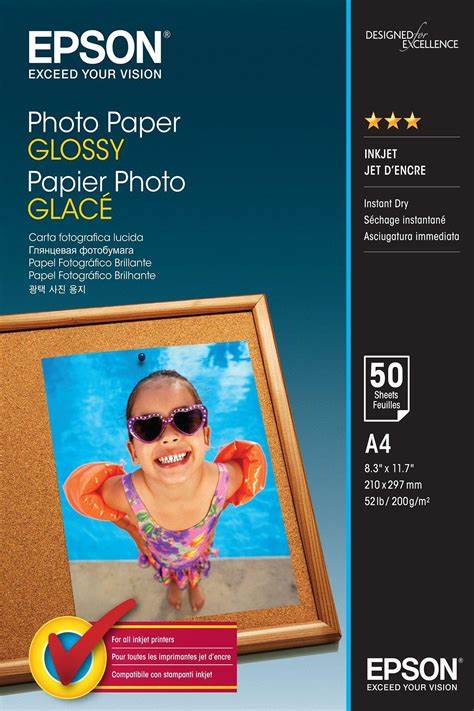 EPSON®
EXCEED YOUR VISION
Photo Paper
GLOSSY
Papier Photo
GLACÉ
Carta fotografica lucida
Глянцевая фотобумага
Papel Fotográfico Brillante
Papel Fotográfico Brilhante
광택 사진 용지
For all inkjet printers
Pour toutes les imprimantes jet d'encre
Compatibile con stampanti inkjet
DESIGNED for
EXCELLENCE
INKJET
JET D'ENCRE
Instant Dry
Séchage instantané
Asciugatura immediata
50
Sheets
Feuilles
A4
8.3" x 11.7"
210 x 297 mm
52lb / 200g/m²
EPSON®
EXCEED YOUR VISION